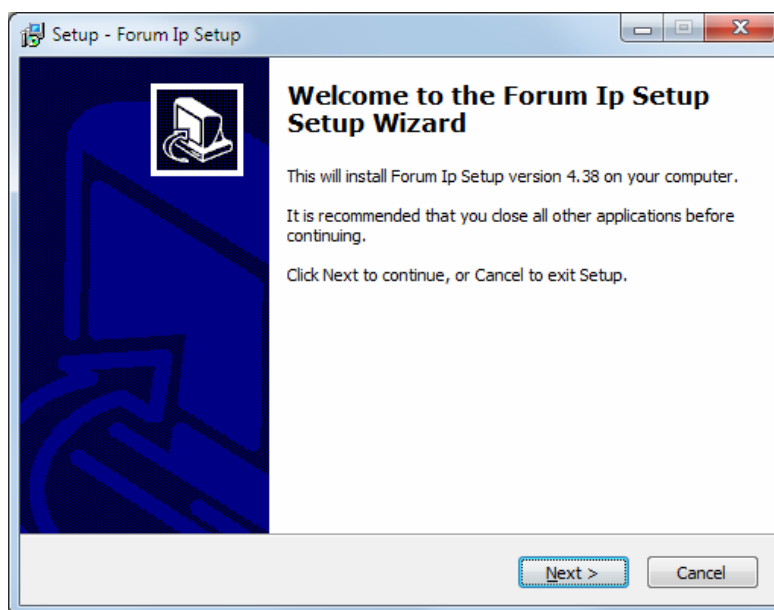 Setup - Forum Ip Setup
Welcome to the Forum Ip Setup
Setup Wizard
This will install Forum Ip Setup version 4.38 on your computer.
It is recommended that you close all other applications before
continuing.
Click Next to continue, or Cancel to exit Setup.
Next >
Cancel